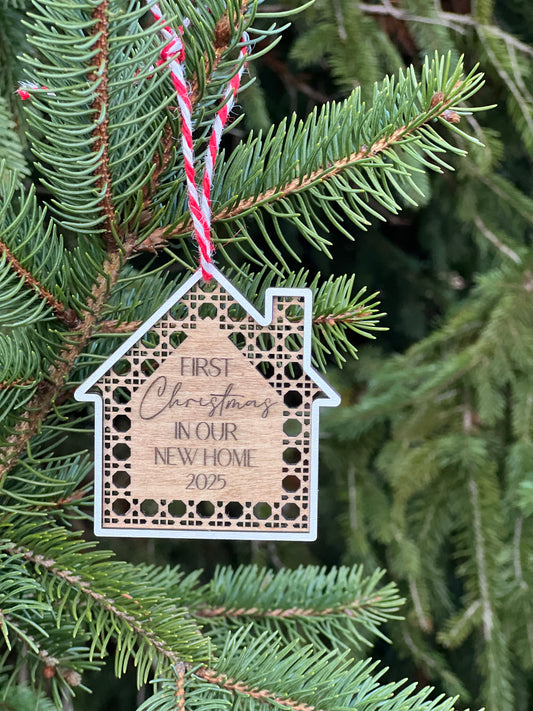 FIRST
Christmas
IN OUR
NEW HOME
2025